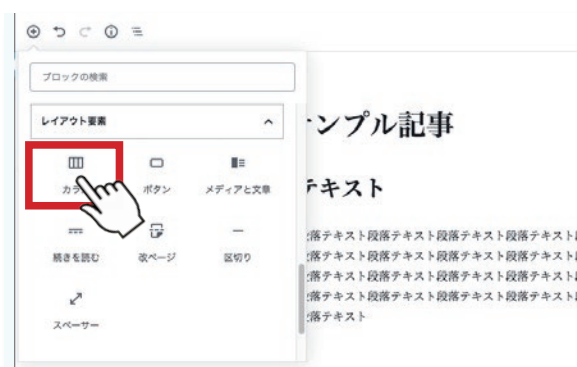 ブロックの検索
レイアウト要素
カラ
ボタン
メディアと文章
続きを読む
改ページ
区切り
スペーサー
ンプル記事
テキスト
落テキスト段落テキスト段落テキスト段落テキスト段落テキスト
落テキスト段落テキスト段落テキスト段落テキスト段落テキスト
落テキスト段落テキスト段落テキスト段落テキスト段落テキスト
落テキスト段落テキスト段落テキスト段落テキスト段落テキスト
落テキスト